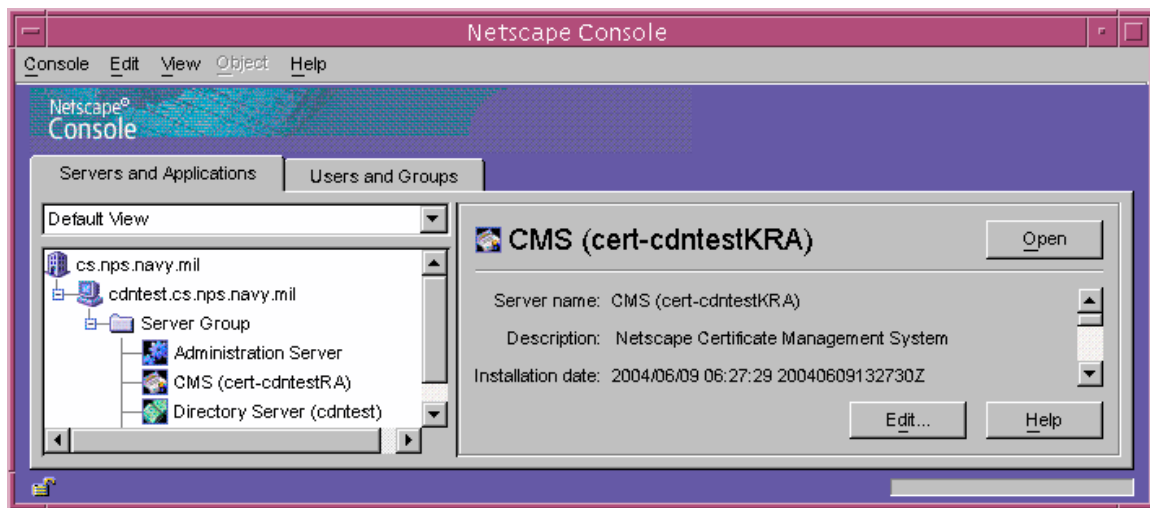 Netscape Console
Console Edit View Object Help
Netscape®
Console
Servers and Applications Users and Groups
Default View
cs.nps.navy.mil
cdntest.cs.nps.navy.mil
Server Group
Administration Server
CMS (cert-cdntestRA)
Directory Server (cdntest)
CMS (cert-cdntestKRA)
Open
Server name: CMS (cert-cdntestKRA)
Description: Netscape Certificate Management System
Installation date: 2004/06/09 06:27:29 20040609132730Z
Edit... Help